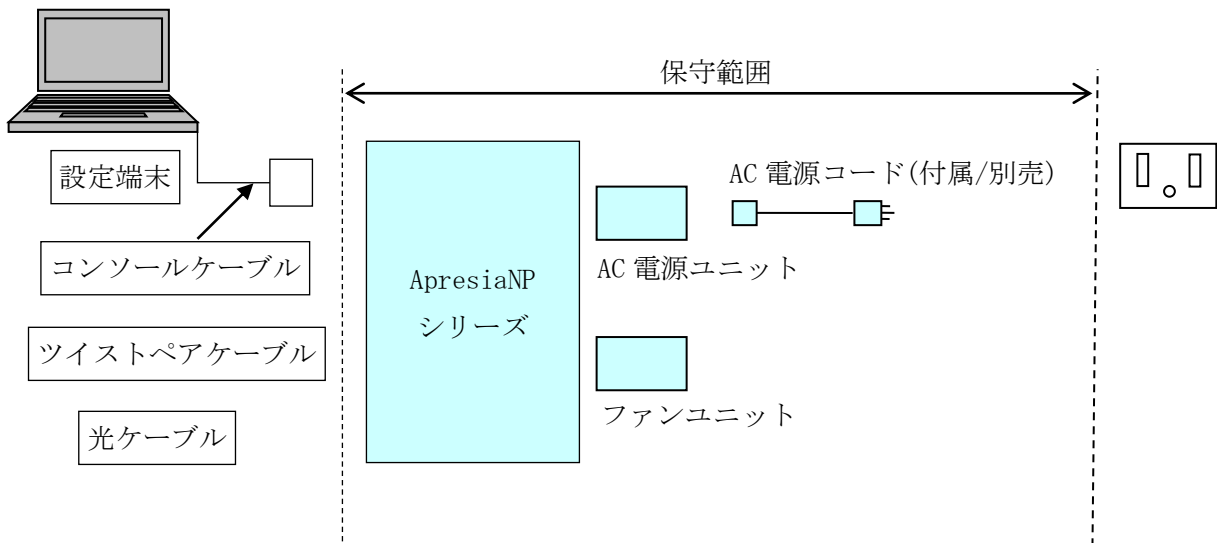 保守範囲
設定端末
コンソールケーブル
ツイストペアケーブル
光ケーブル
ApresiaNP
シリーズ
AC 電源コード(付属/別売)
AC 電源ユニット
ファンユニット